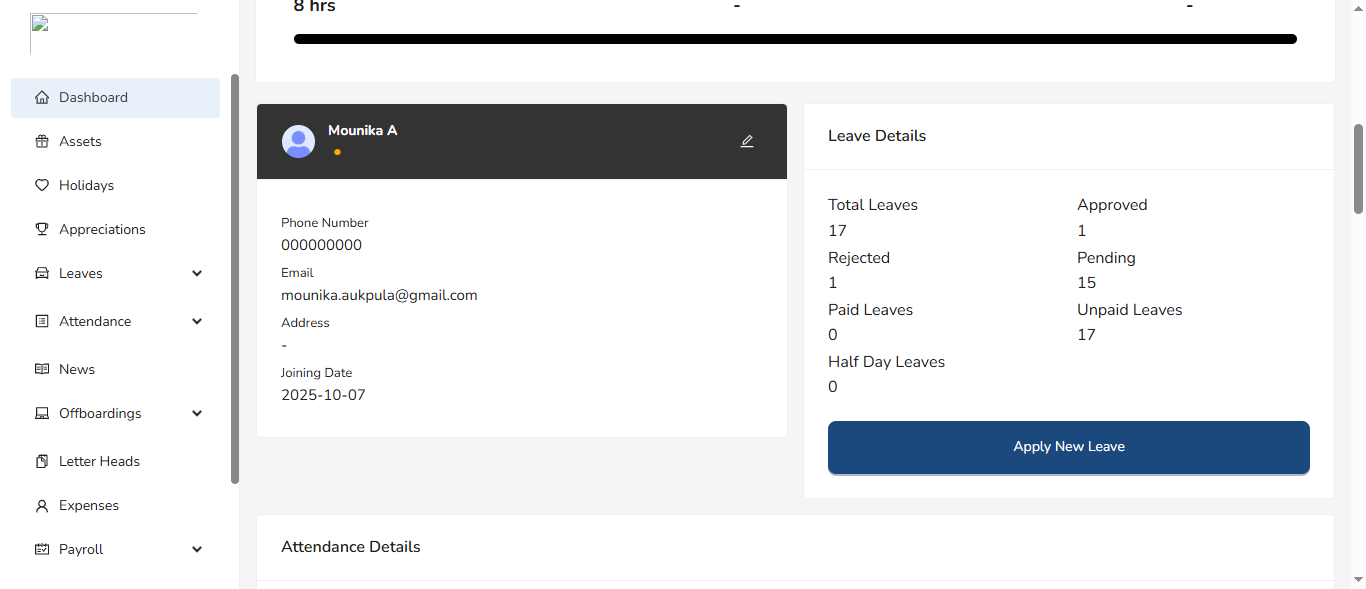 8 hrs - -
Dashboard
Assets
Holidays
Appreciations
Leaves
Attendance
News
Offboardings
Letter Heads
Expenses
Payroll
Mounika A
Phone Number
000000000
Email
mounika.aukpula@gmail.com
Address
-
Joining Date
2025-10-07
Leave Details
Total Leaves Approved
17 1
Rejected Pending
1 15
Paid Leaves Unpaid Leaves
0 17
Half Day Leaves
0
Apply New Leave
Attendance Details